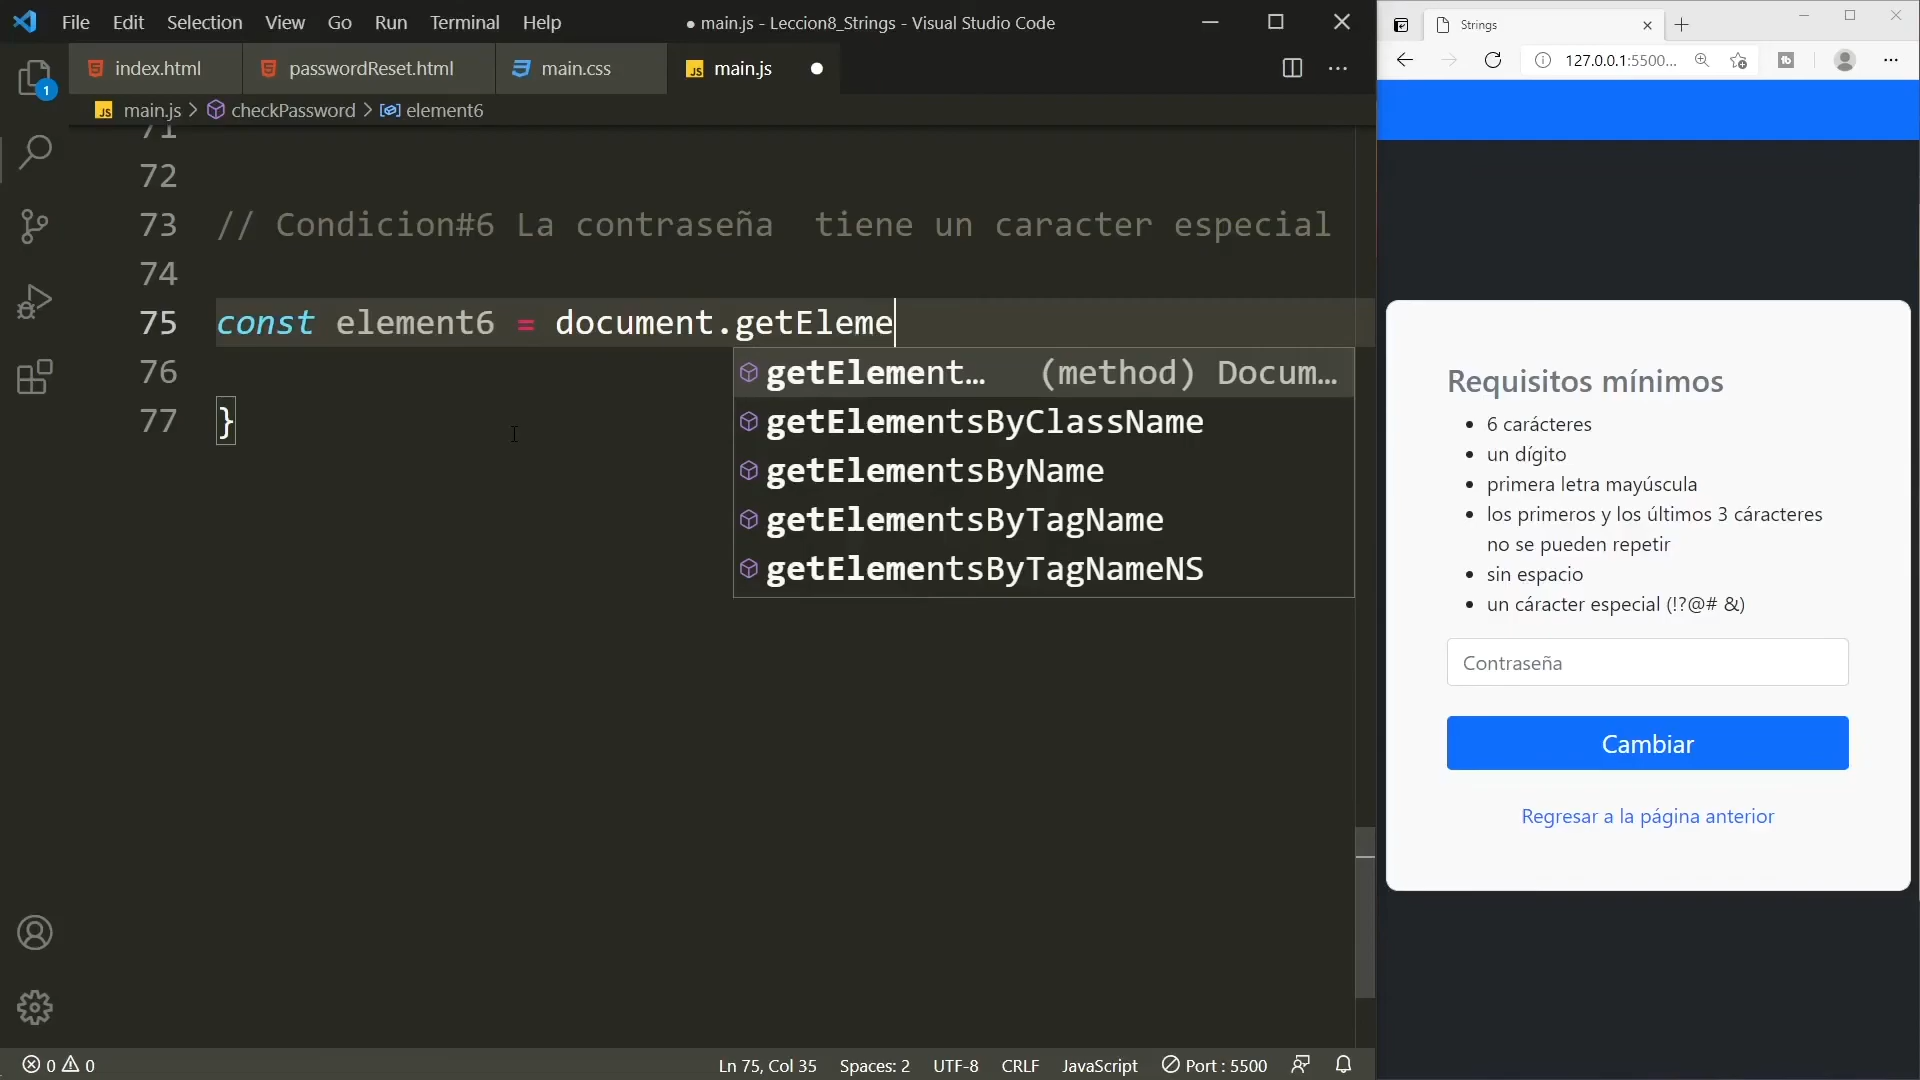 File Edit Selection View Go Run Terminal Help
● main.js - Leccion8_Strings - Visual Studio Code
index.html passwordReset.html main.css main.js
main.js > checkPassword > element6
1
71
72
73 // Condicion#6 La contraseña  tiene un caracter especial
74
75 const element6 = document.getEleme
76
77 }
getElement… (method) Docum…
getElementsByClassName
getElementsByName
getElementsByTagName
getElementsByTagNameNS
0 0
Ln 75, Col 35 Spaces: 2 UTF-8 CRLF JavaScript Port : 5500
Strings
127.0.0.1:5500...
Requisitos mínimos
• 6 carácteres
• un dígito
• primera letra mayúscula
• los primeros y los últimos 3 cáracteres
no se pueden repetir
• sin espacio
• un cáracter especial (!?@# &)
Contraseña
Cambiar
Regresar a la página anterior